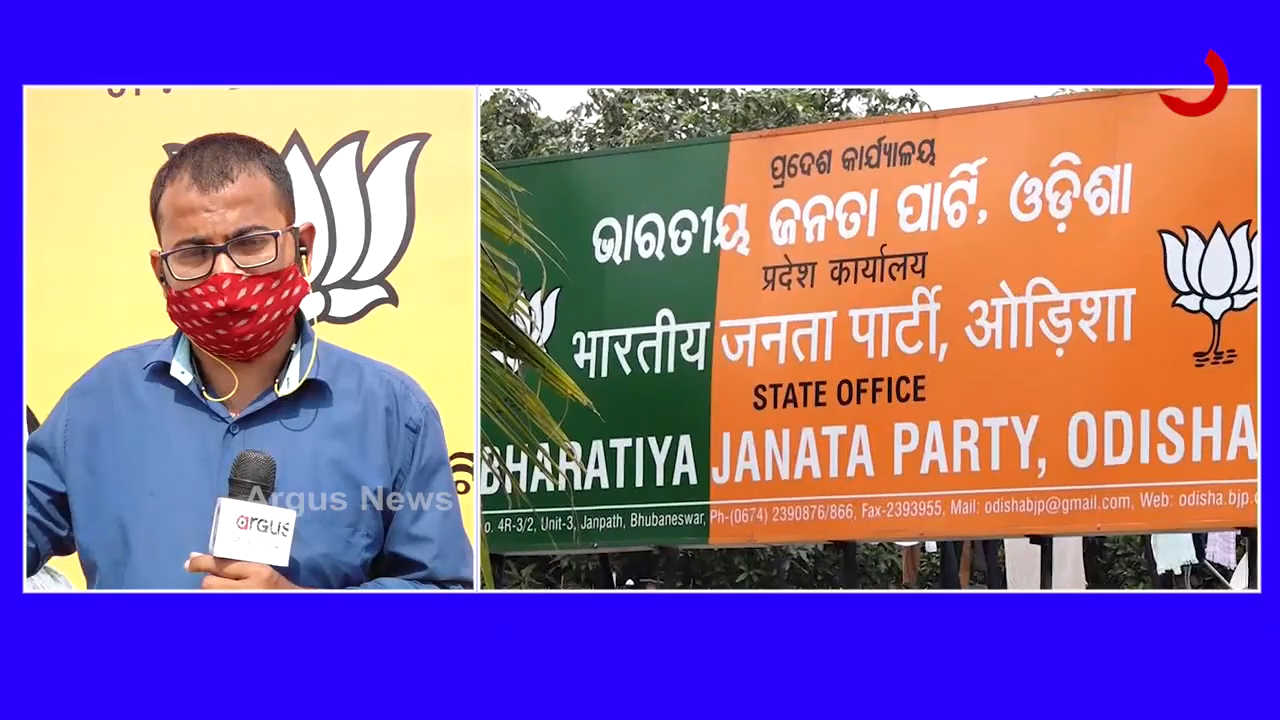 Argus News
argus
ପ୍ରଦେଶ କାର୍ଯ୍ୟାଳୟ
ଭାରତୀୟ ଜନତା ପାର୍ଟି, ଓଡ଼ିଶା
प्रदेश कार्यालय
भारतीय जनता पार्टी, ओड़िशा
STATE OFFICE
BHARATIYA JANATA PARTY, ODISHA
o. 4R-3/2, Unit-3, Janpath, Bhubaneswar, Ph-(0674) 2390876/866, Fax-2393955, Mail: odishabjp@gmail.com, Web: odisha.bjp.